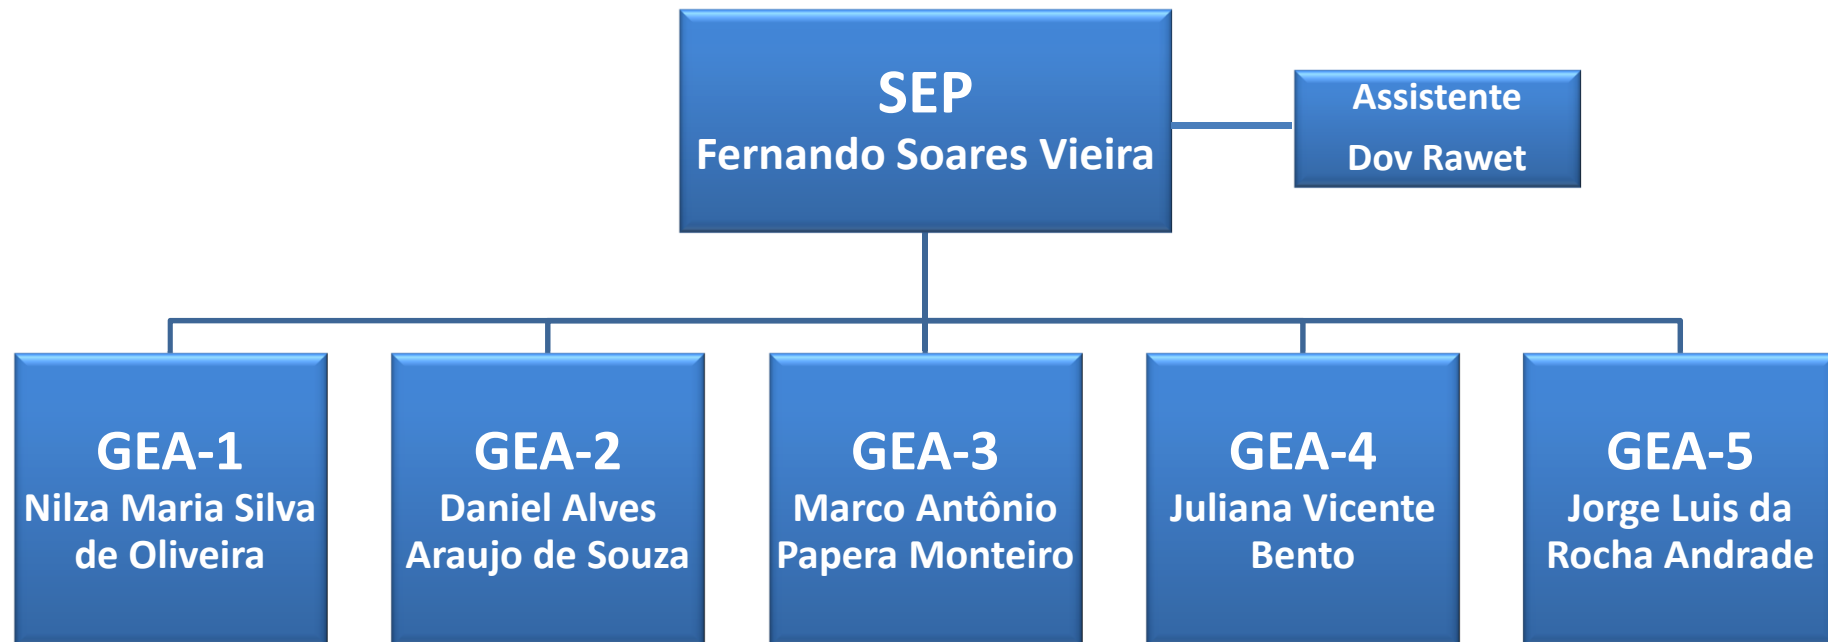 SEP
Fernando Soares Vieira
Assistente
Dov Rawet
GEA-1
Nilza Maria Silva
de Oliveira
GEA-2
Daniel Alves
Araujo de Souza
GEA-3
Marco Antônio
Papera Monteiro
GEA-4
Juliana Vicente
Bento
GEA-5
Jorge Luis da
Rocha Andrade